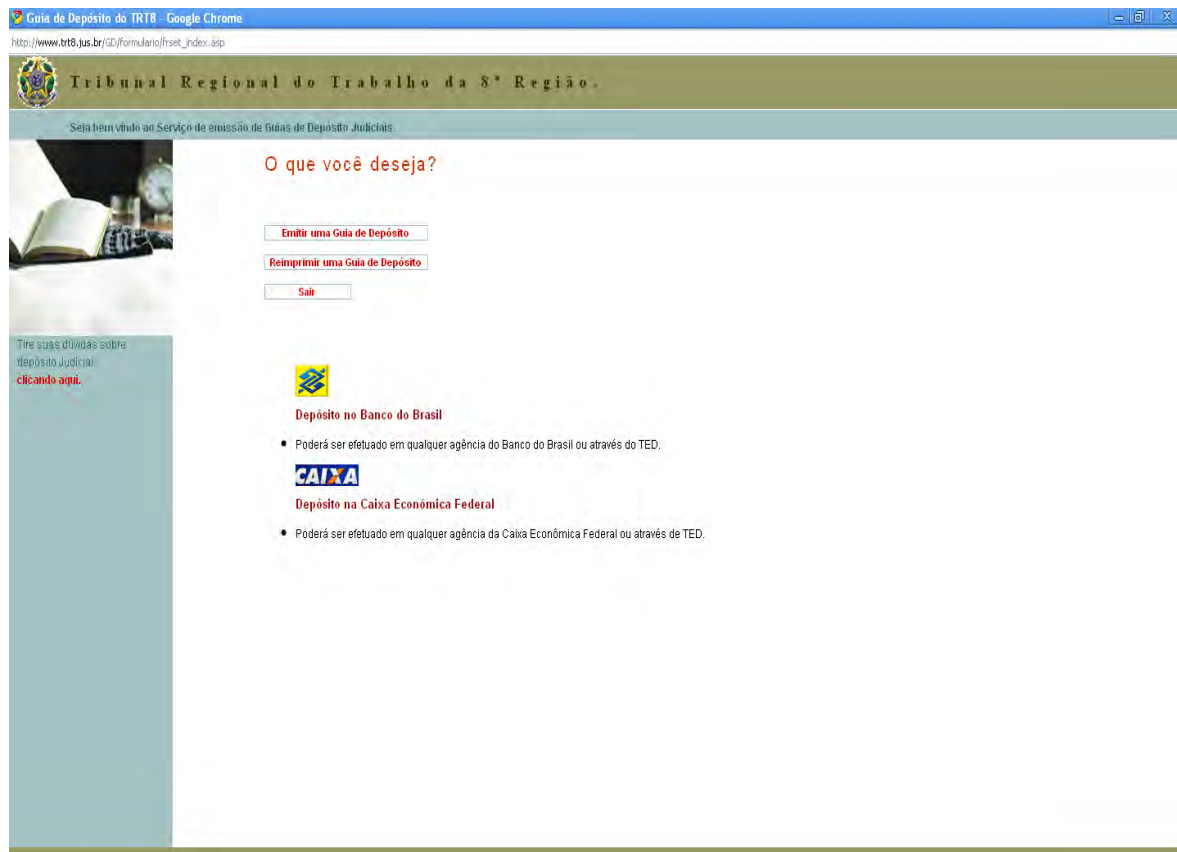 Guia de Depósito do TRT8 - Google Chrome
http://www.trt8.jus.br/GD/formulario/frset_index.asp
Tribunal Regional do Trabalho da 8ª Região.
Seja bem vindo ao Serviço de emissão de Guias de Depósito Judiciais.
O que você deseja?
Emitir uma Guia de Depósito
Reimprimir uma Guia de Depósito
Sair
Tire suas dúvidas sobre
depósito Judicial
clicando aqui.
Depósito no Banco do Brasil
Poderá ser efetuado em qualquer agência do Banco do Brasil ou através do TED.
CAIXA
Depósito na Caixa Econômica Federal
Poderá ser efetuado em qualquer agência da Caixa Econômica Federal ou através de TED.